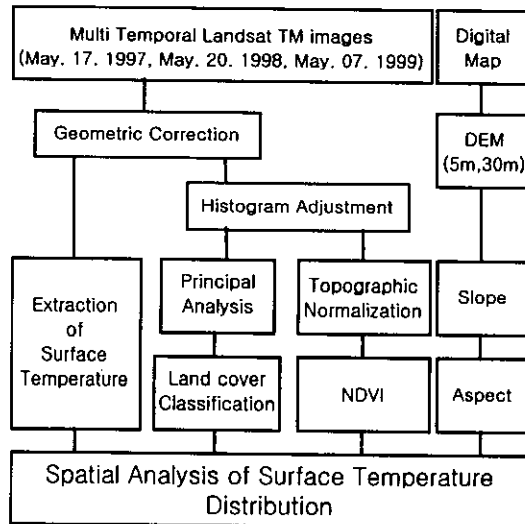 Multi Temporal Landsat TM images
(May. 17. 1997, May. 20. 1998, May. 07. 1999)
Digital
Map
Geometric Correction
DEM
(5m,30m)
Histogram Adjustment
Extraction
of
Surface
Temperature
Principal
Analysis
Topographic
Normalization
Slope
Land cover
Classification
NDVI
Aspect
Spatial Analysis of Surface Temperature
Distribution